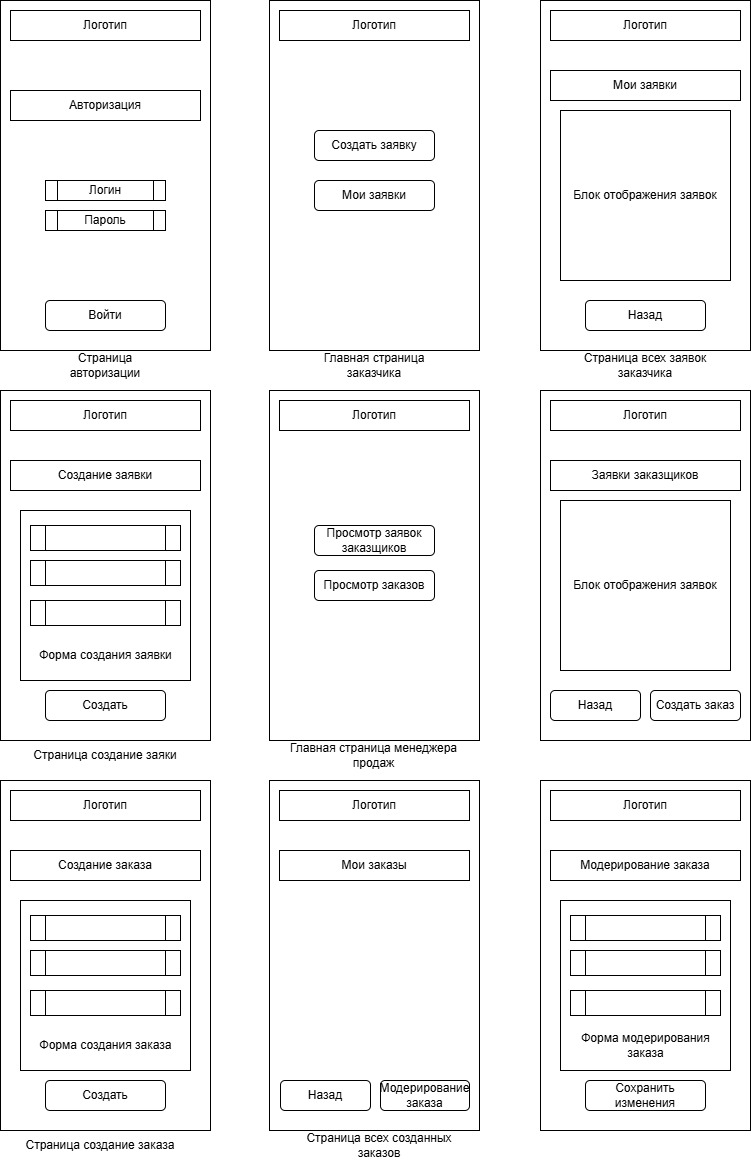 Логотип
Авторизация
Логин
Пароль
Войти
Страница
авторизации
Логотип
Создать заявку
Мои заявки
Главная страница
заказчика
Логотип
Мои заявки
Блок отображения заявок
Назад
Страница всех заявок
заказчика
Логотип
Создание заявки
Форма создания заявки
Создать
Страница создание заяки
Логотип
Просмотр заявок
заказщиков
Просмотр заказов
Главная страница менеджера
продаж
Логотип
Заявки заказщиков
Блок отображения заявок
Назад
Создать заказ
Логотип
Создание заказа
Форма создания заказа
Создать
Страница создание заказа
Логотип
Мои заказы
Назад
Модерирование
заказа
Страница всех созданных
заказов
Логотип
Модерирование заказа
Форма модерирования
заказа
Сохранить
изменения